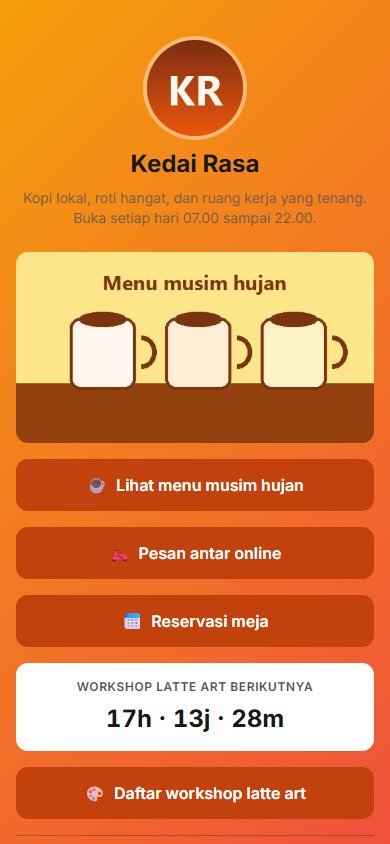 KR
Kedai Rasa
Kopi lokal, roti hangat, dan ruang kerja yang tenang.
Buka setiap hari 07.00 sampai 22.00.
Menu musim hujan
Lihat menu musim hujan
Pesan antar online
Reservasi meja
WORKSHOP LATTE ART BERIKUTNYA
17h · 13j · 28m
Daftar workshop latte art